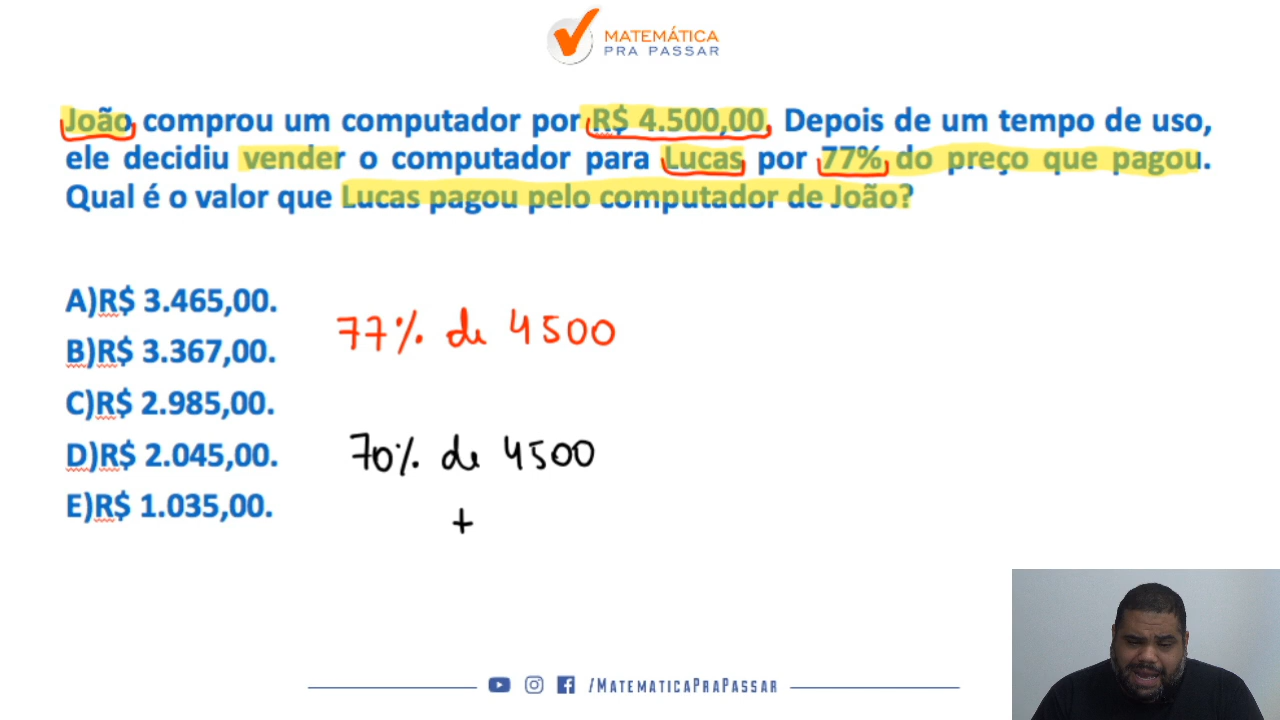 MATEMÁTICA
PRA PASSAR
João comprou um computador por R$ 4.500,00. Depois de um tempo de uso,
ele decidiu vender o computador para Lucas por 77% do preço que pagou.
Qual é o valor que Lucas pagou pelo computador de João?
A)R$ 3.465,00.
B)R$ 3.367,00.
C)R$ 2.985,00.
D)R$ 2.045,00.
E)R$ 1.035,00.
77% de 4500
70% de 4500
+
/MATEMATICAPRAPASSAR